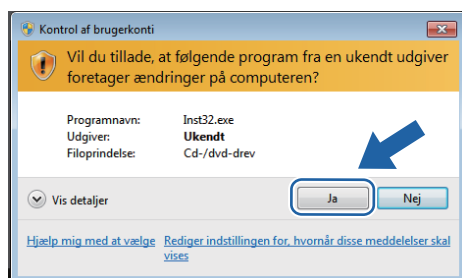 Kontrol af brugerkonti
Vil du tillade, at følgende program fra en ukendt udgiver
foretager ændringer på computeren?
Programnavn: Inst32.exe
Udgiver: Ukendt
Filoprindelse: Cd-/dvd-drev
Vis detaljer Ja Nej
Hjælp mig med at vælge Rediger indstillingen for, hvornår disse meddelelser skal
vises